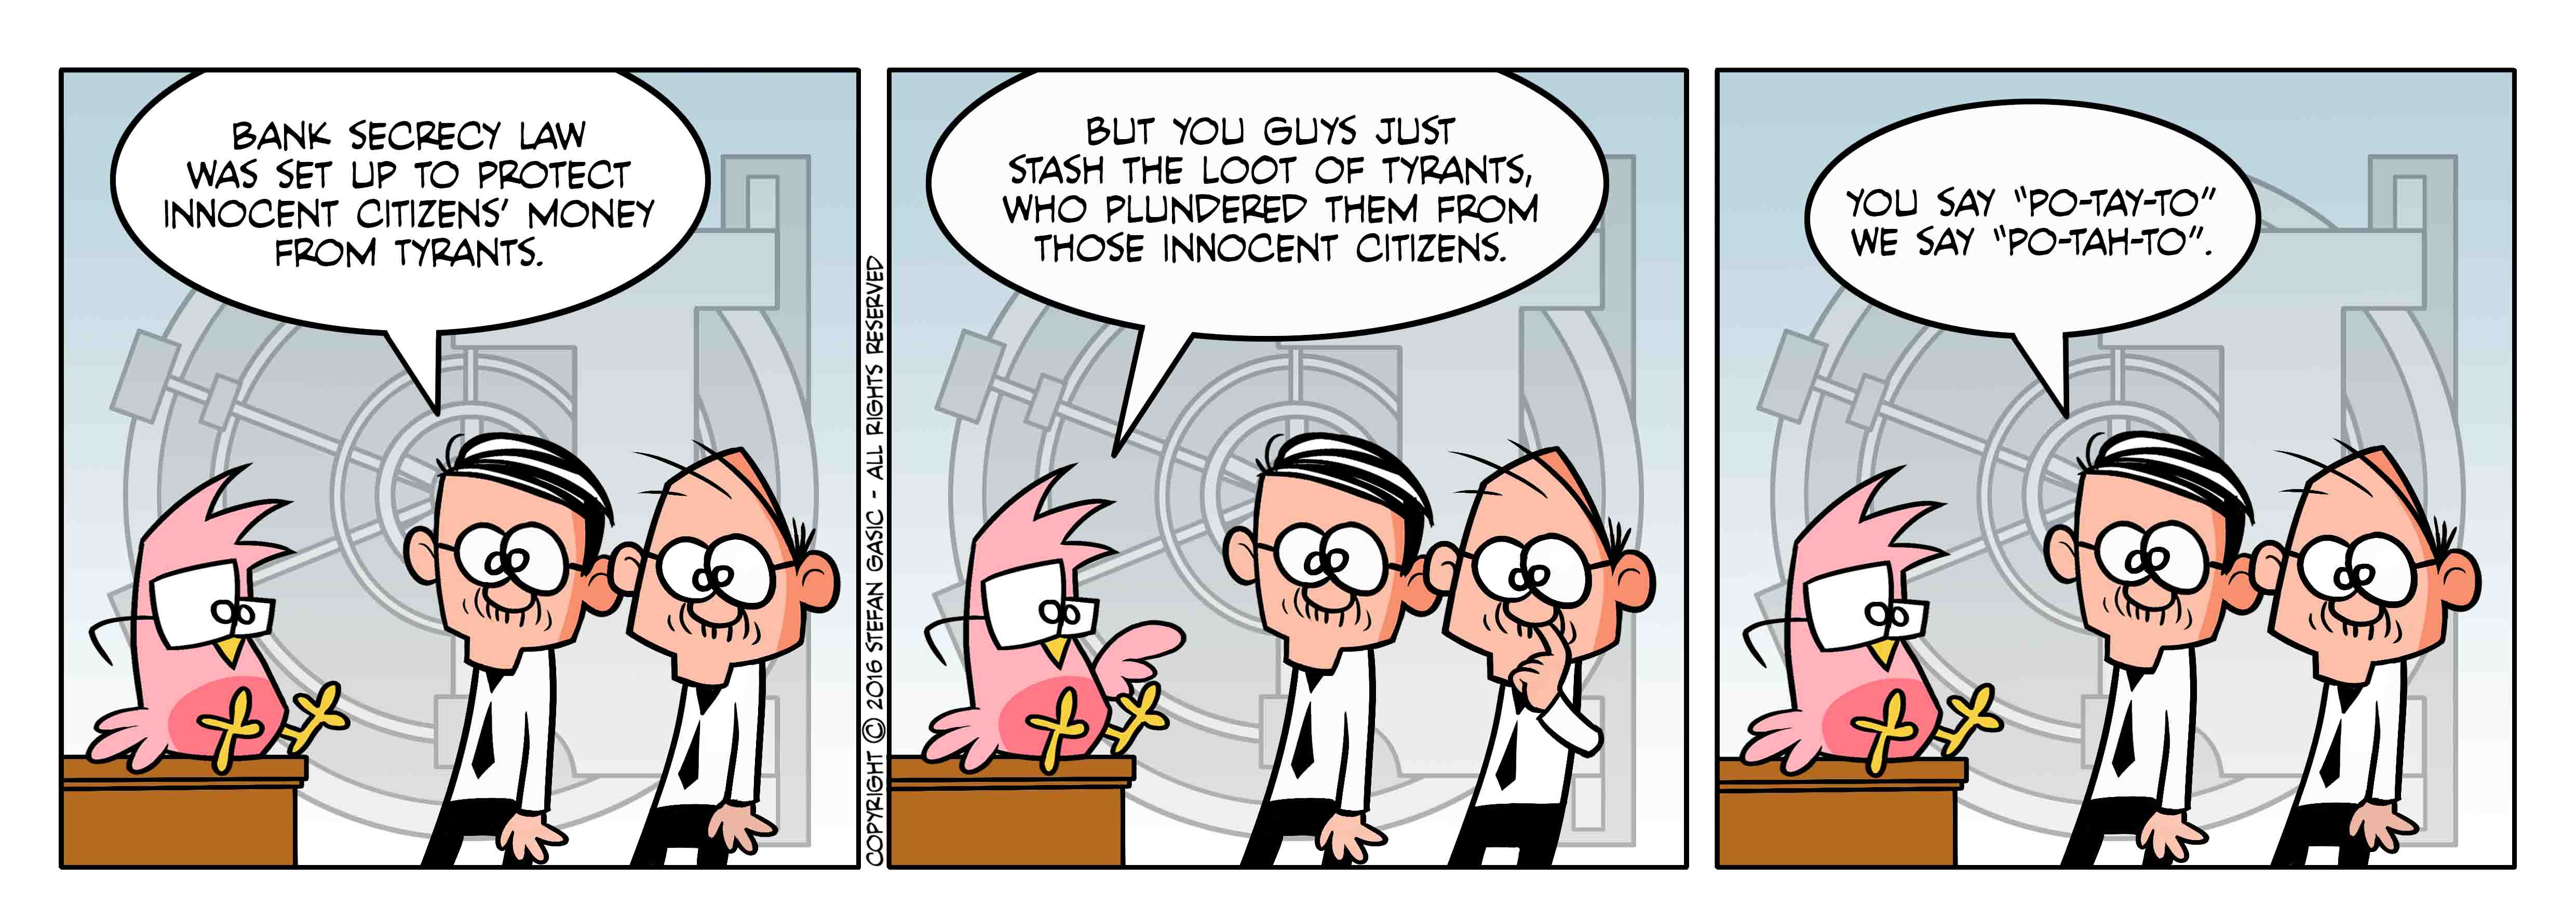 BANK SECRECY LAW
WAS SET UP TO PROTECT
INNOCENT CITIZENS' MONEY
FROM TYRANTS.
COPYRIGHT © 2016 STEFAN GASIC - ALL RIGHTS RESERVED
BUT YOU GUYS JUST
STASH THE LOOT OF TYRANTS,
WHO PLUNDERED THEM FROM
THOSE INNOCENT CITIZENS.
YOU SAY "PO-TAY-TO"
WE SAY "PO-TAH-TO".